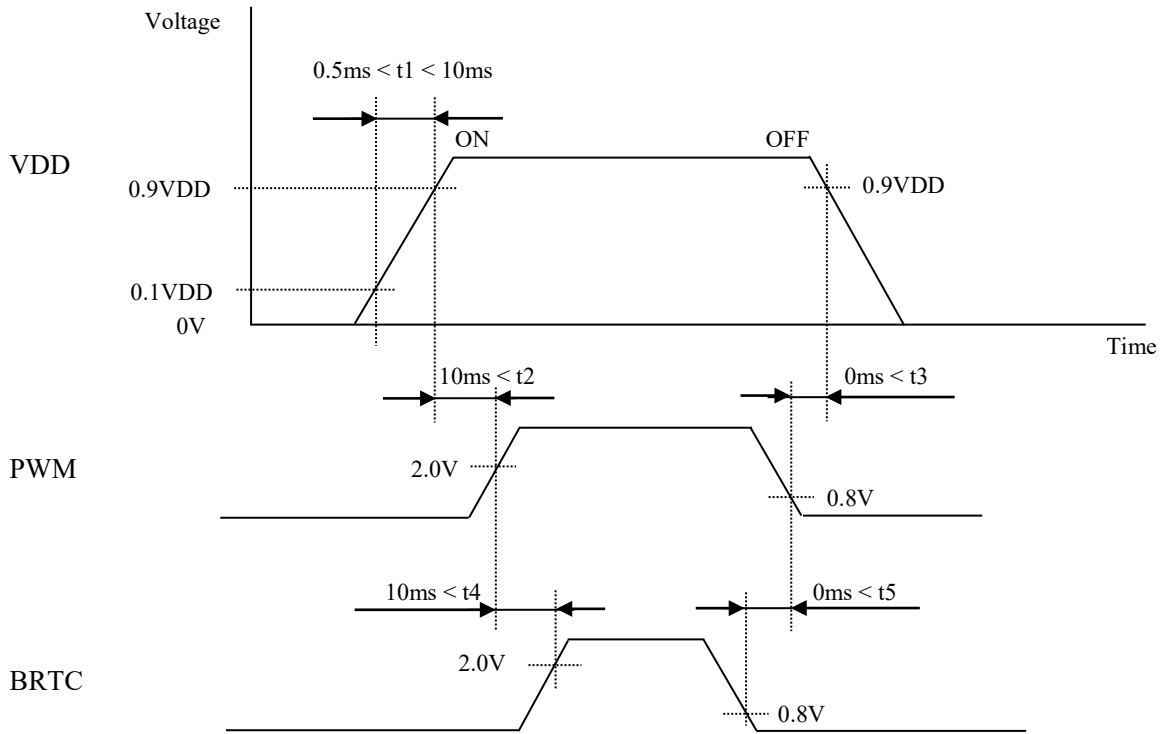 Voltage
0.5ms < t1 < 10ms
ON
OFF
VDD
0.9VDD
0.9VDD
0.1VDD
0V
Time
10ms < t2
0ms < t3
PWM
2.0V
0.8V
10ms < t4
0ms < t5
BRTC
2.0V
0.8V